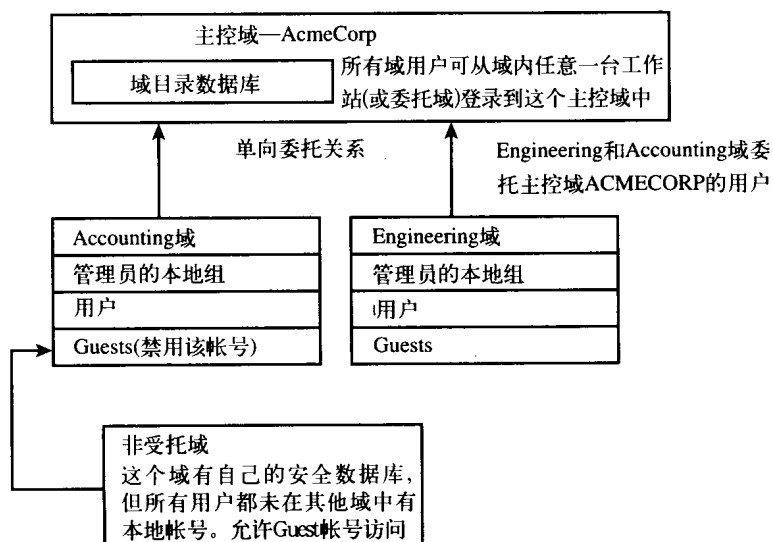 主控域—AcmeCorp
域目录数据库
所有域用户可从域内任意一台工作
站(或委托域)登录到这个主控域中
单向委托关系
Engineering和Accounting域委
托主控域ACMECORP的用户
Accounting域
管理员的本地组
用户
Guests(禁用该帐号)
Engineering域
管理员的本地组
用户
Guests
非受托域
这个域有自己的安全数据库，
但所有用户都未在其他域中有
本地帐号。允许Guest帐号访问